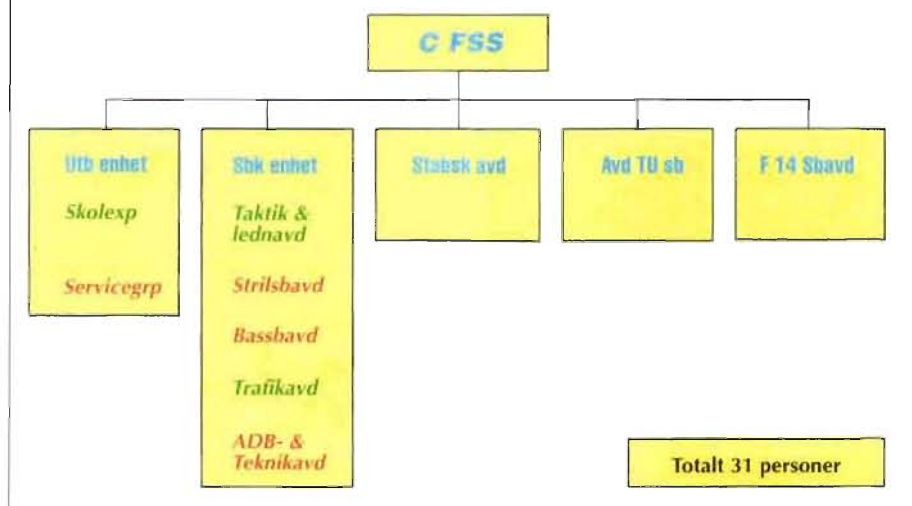 C FSS
Utb enhet
Skolexp
Servicegrp
Sbk enhet
Taktik &
lednavd
Strilsbavd
Bassbavd
Trafikavd
ADB- &
Teknikavd
Stabsk avd
Avd TU sb
F 14 Sbavd
Totalt 31 personer